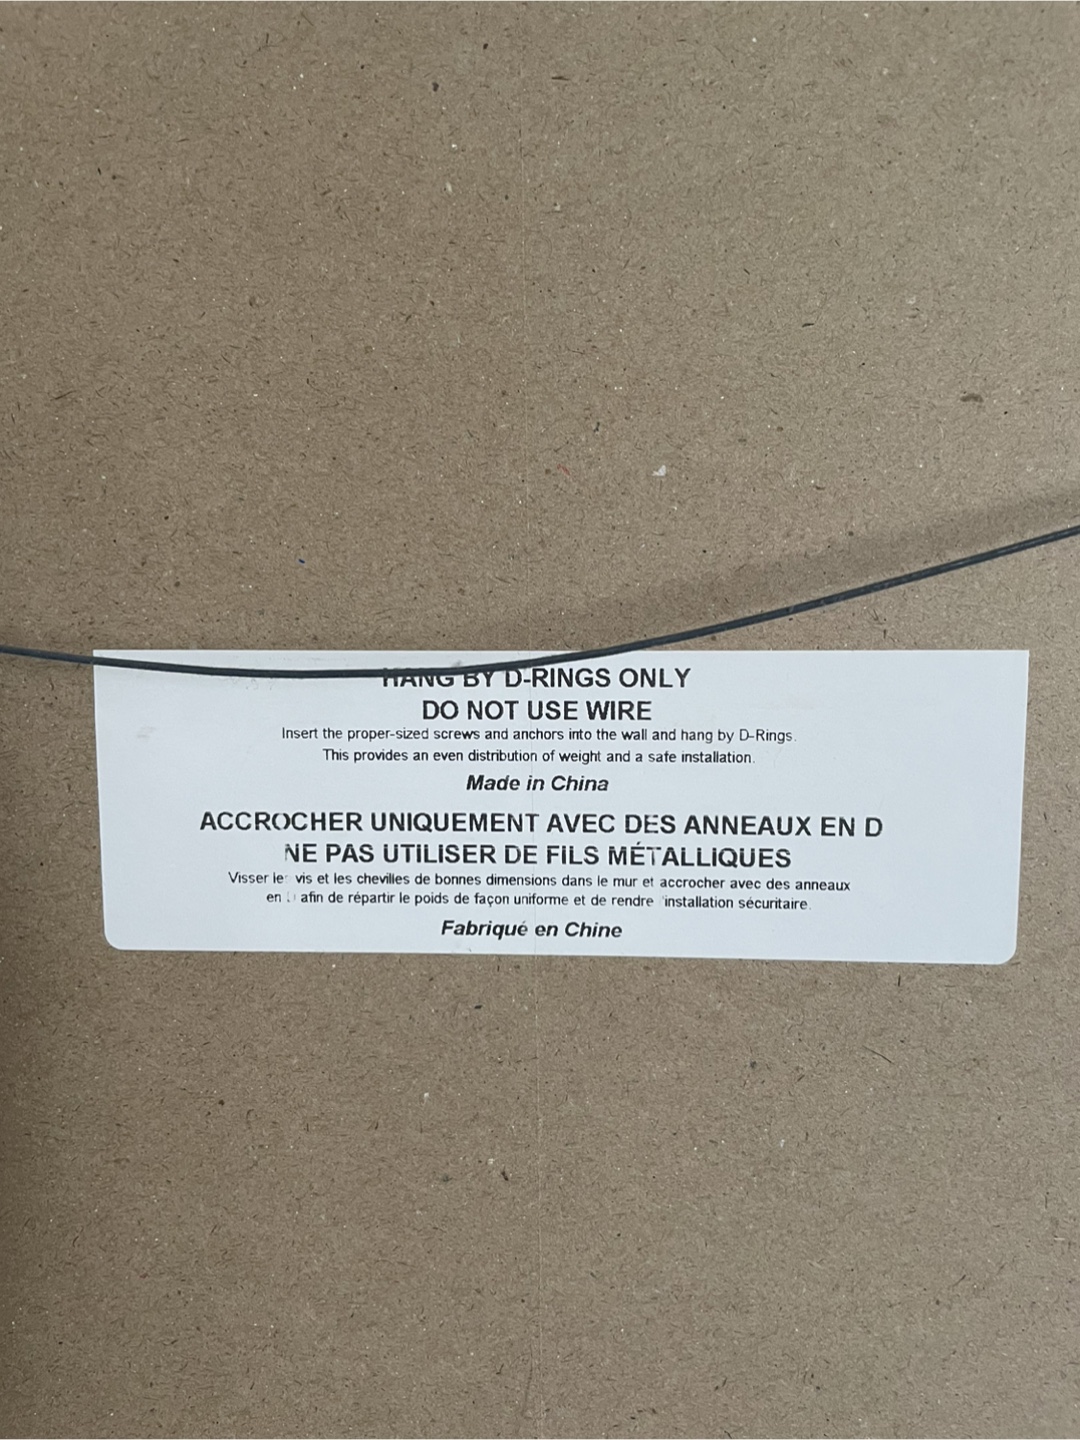 HANG BY D-RINGS ONLY
DO NOT USE WIRE
Insert the proper-sized screws and anchors into the wall and hang by D-Rings.
This provides an even distribution of weight and a safe installation.
Made in China
ACCROCHER UNIQUEMENT AVEC DES ANNEAUX EN D
NE PAS UTILISER DE FILS MÉTALLIQUES
Visser les vis et les chevilles de bonnes dimensions dans le mur et accrocher avec des anneaux
en D afin de répartir le poids de façon uniforme et de rendre l'installation sécuritaire.
Fabriqué en Chine